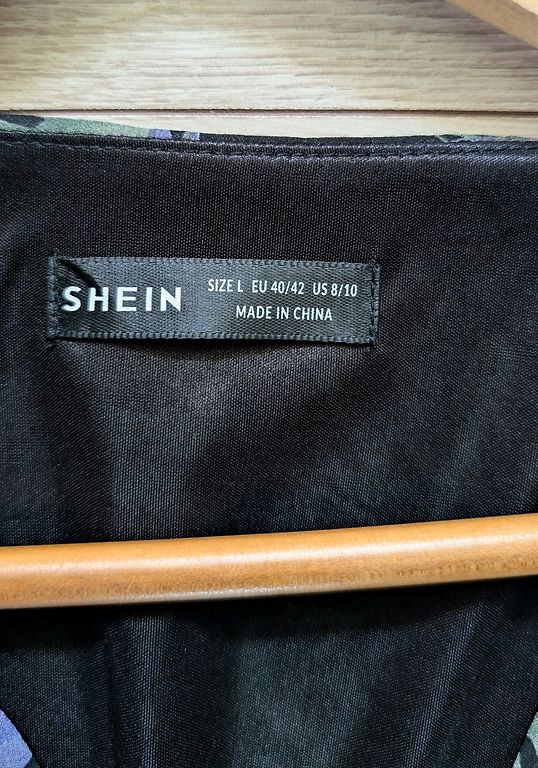 SHEIN
SIZE L EU 40/42 US 8/10
MADE IN CHINA